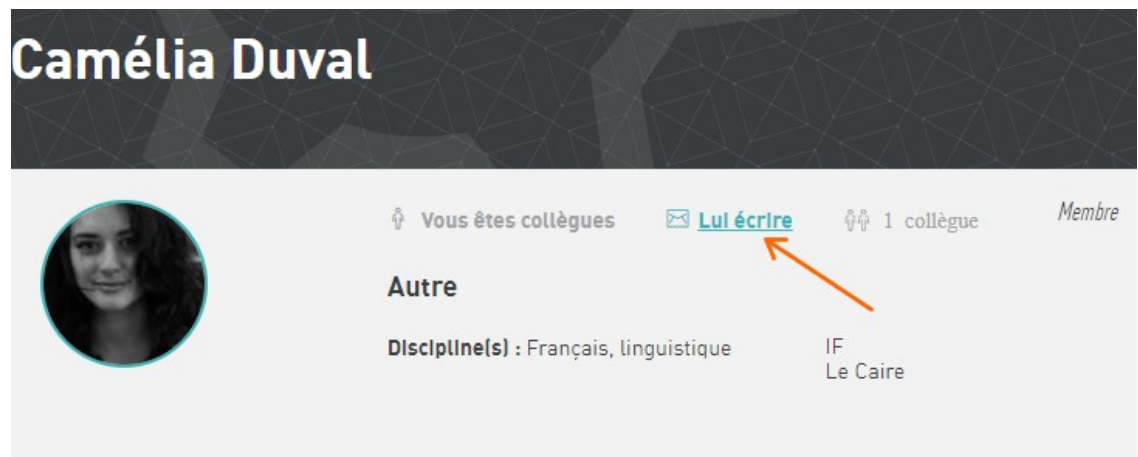 Camélia Duval
Vous êtes collègues
Lui écrire
1 collègue
Membre
Autre
Discipline(s) : Français, linguistique
IF
Le Caire